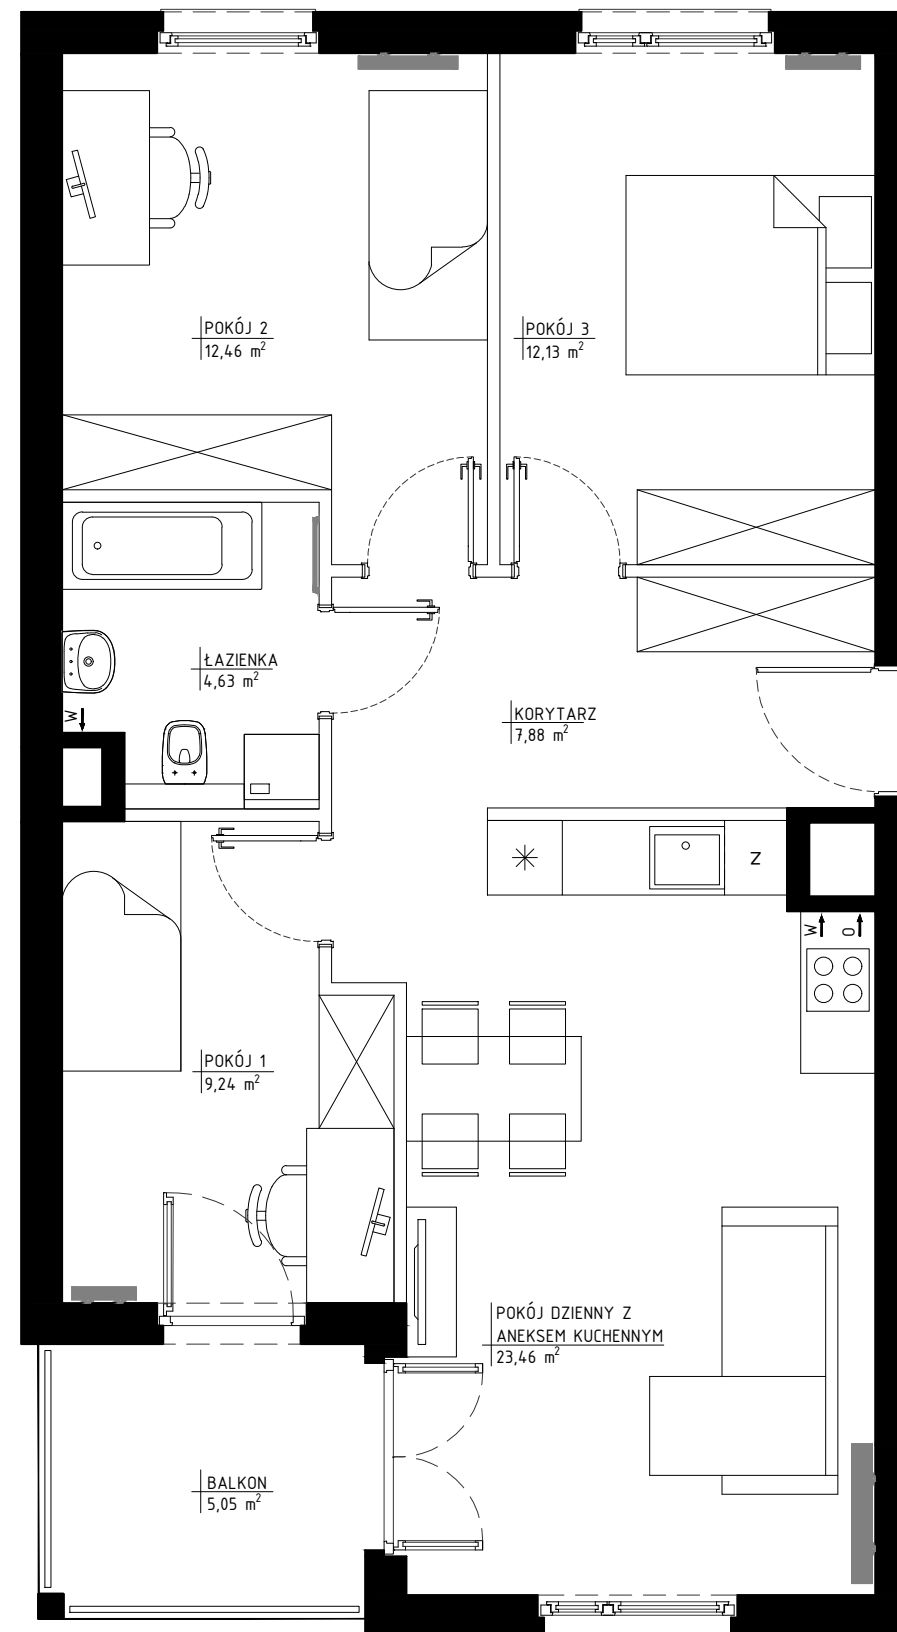 POKÓJ 2
12,46 m²
POKÓJ 3
12,13 m²
ŁAZIENKA
4,63 m²
W
KORYTARZ
7,88 m²
Z
W
O
POKÓJ 1
9,24 m²
POKÓJ DZIENNY Z
ANEKSEM KUCHENNYM
23,46 m²
BALKON
5,05 m²